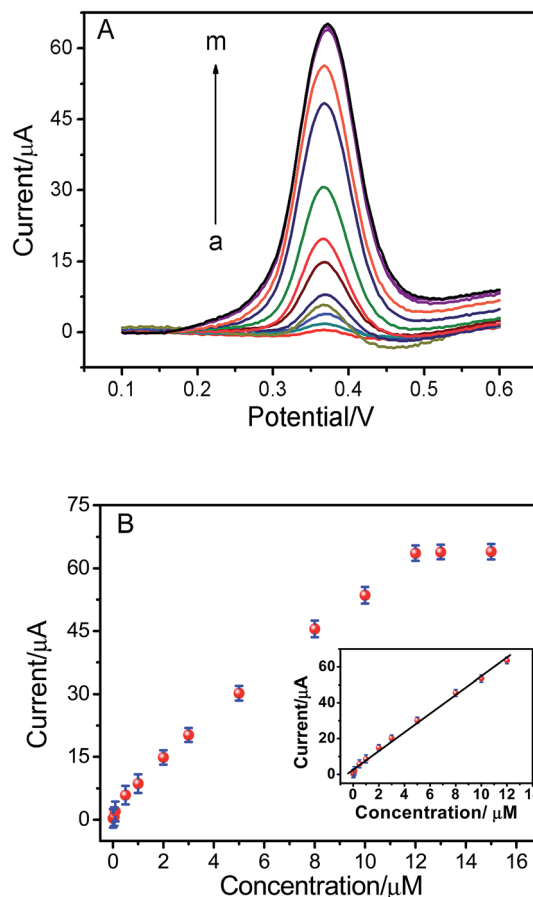 A
m
a
60
45
30
15
0
Current/μA
0.1 0.2 0.3 0.4 0.5 0.6
Potential/V
B
75
60
45
30
15
0
Current/μA
0 2 4 6 8 10 12 14 16
Concentration/μM
60
40
20
0
Current/μA
0 2 4 6 8 10 12 14
Concentration/ μM